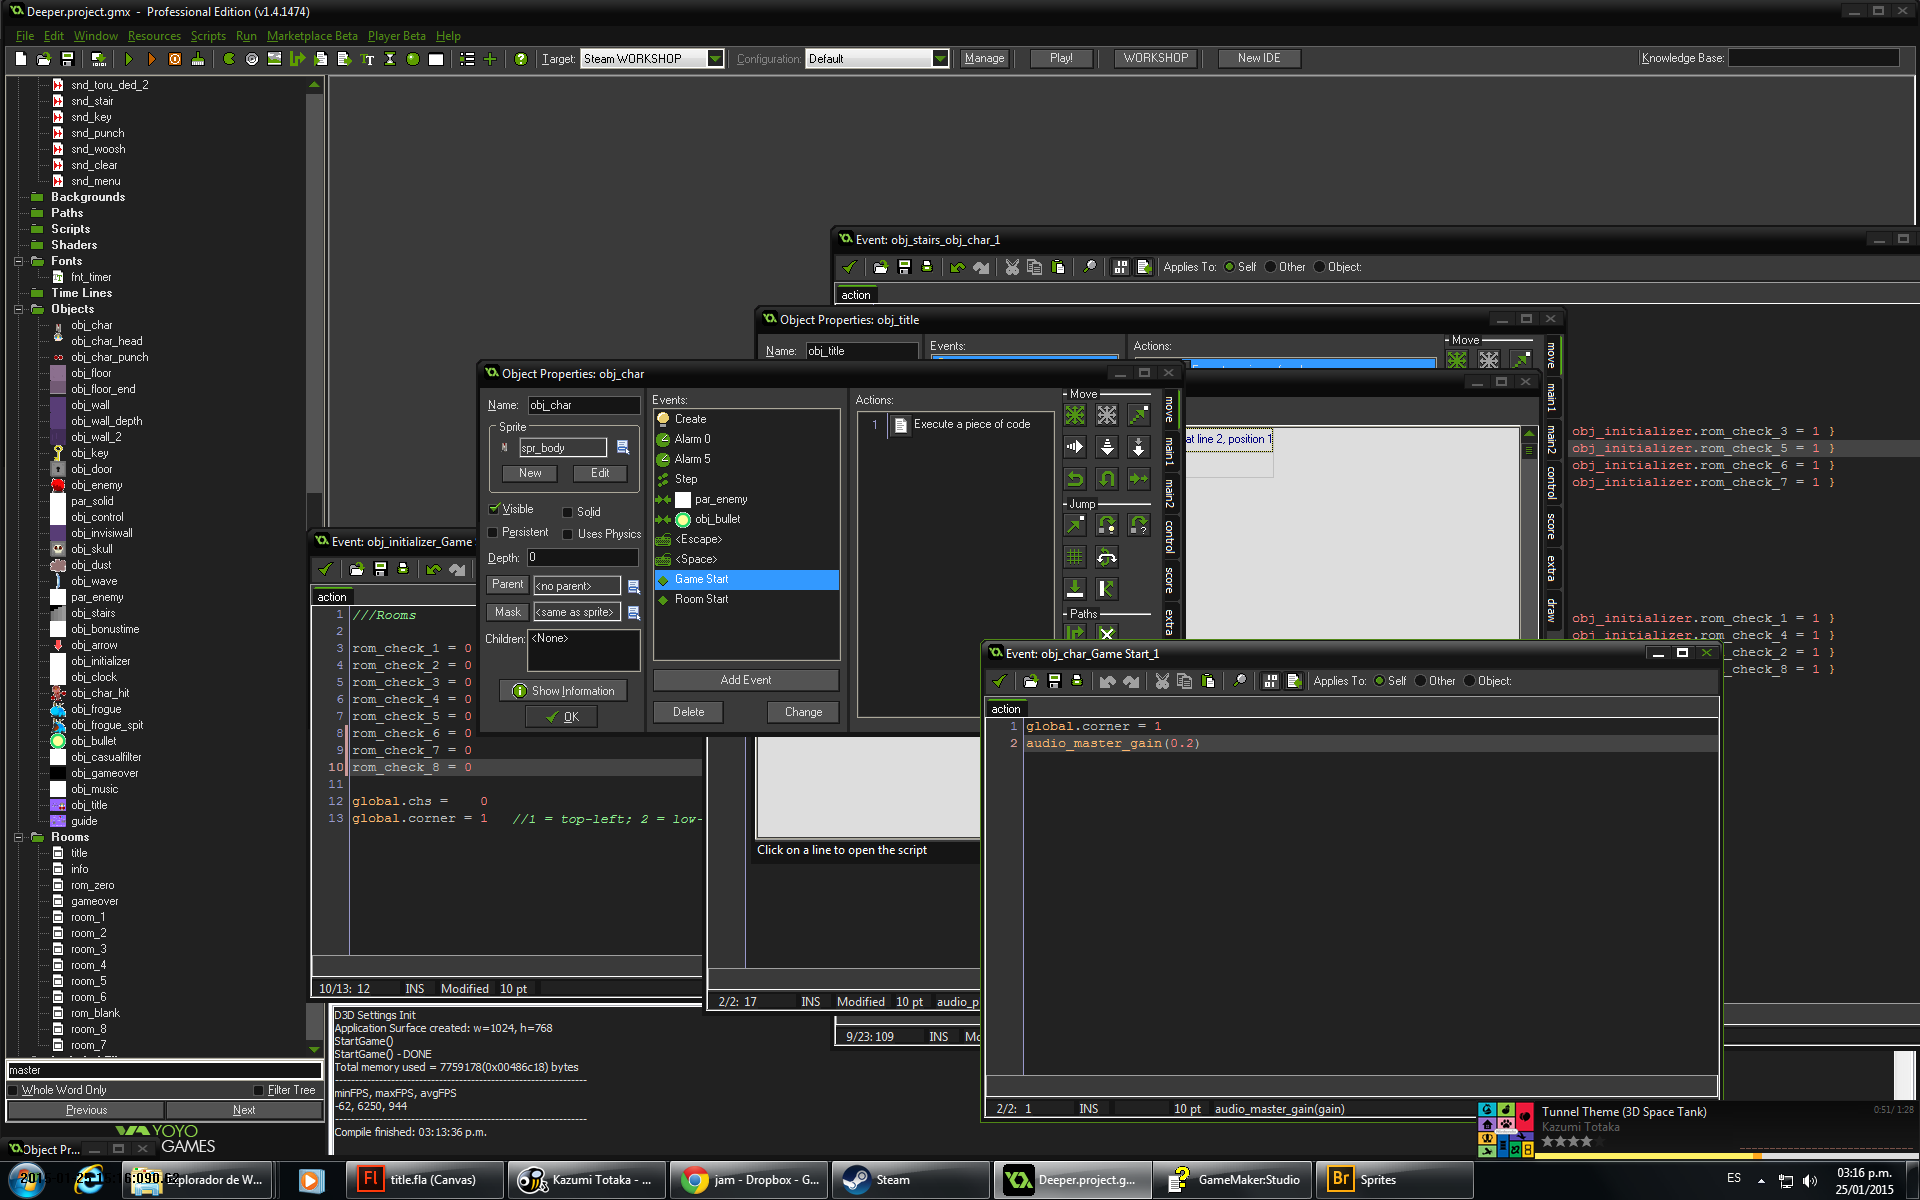 Deeper.project.gmx  -  Professional Edition (v1.4.1474)
File Edit Window Resources Scripts Run Marketplace Beta Player Beta Help
Target: Steam WORKSHOP Configuration: Default Manage Play! WORKSHOP New IDE Knowledge Base:
snd_toru_ded_2
snd_stair
snd_key
snd_punch
snd_woosh
snd_clear
snd_menu
Backgrounds
Paths
Scripts
Shaders
Fonts
fnt_timer
Time Lines
Objects
obj_char
obj_char_head
obj_char_punch
obj_floor
obj_floor_end
obj_wall
obj_wall_depth
obj_wall_2
obj_key
obj_door
obj_enemy
par_solid
obj_control
obj_invisiwall
obj_skull
obj_dust
obj_wave
par_enemy
obj_stairs
obj_bonustime
obj_arrow
obj_initializer
obj_clock
obj_char_hit
obj_frogue
obj_frogue_spit
obj_bullet
obj_casualfilter
obj_gameover
obj_music
obj_title
guide
Rooms
title
info
rom_zero
gameover
room_1
room_2
room_3
room_4
room_5
room_6
rom_blank
room_8
room_7
master
Whole Word Only Filter Tree
Previous Next
YOYO GAMES
Object Pr...
Event: obj_stairs_obj_char_1
Applies To: Self Other Object:
action
Object Properties: obj_title
Name: obj_title Events: Actions: Move
move
main1
main2
control
score
extra
draw
at line 2, position 1
obj_initializer.rom_check_3 = 1 }
obj_initializer.rom_check_5 = 1 }
obj_initializer.rom_check_6 = 1 }
obj_initializer.rom_check_7 = 1 }
obj_initializer.rom_check_1 = 1 }
obj_initializer.rom_check_4 = 1 }
_check_2 = 1 }
_check_8 = 1 }
Object Properties: obj_char
Name: obj_char
Sprite
spr_body
New Edit
Visible Solid
Persistent Uses Physics
Depth: 0
Parent <no parent>
Mask <same as sprite>
Children: <None>
Show Information
OK
Events:
Create
Alarm 0
Alarm 5
Step
par_enemy
obj_bullet
<Escape>
<Space>
Game Start
Room Start
Add Event
Delete Change
Actions:
1 Execute a piece of code
Move
Jump
Paths
move
main1
main2
control
score
extra
Event: obj_initializer_Game
action
1 ///Rooms
2
3 rom_check_1 = 0
4 rom_check_2 = 0
5 rom_check_3 = 0
6 rom_check_4 = 0
7 rom_check_5 = 0
8 rom_check_6 = 0
9 rom_check_7 = 0
10 rom_check_8 = 0
11
12 global.chs =    0
13 global.corner = 1   //1 = top-left; 2 = low-
10/13: 12 INS Modified 10 pt
Click on a line to open the script
2/2: 17 INS Modified 10 pt audio_p
9/23: 109 INS Mo
Event: obj_char_Game Start_1
Applies To: Self Other Object:
action
1 global.corner = 1
2 audio_master_gain(0.2)
2/2: 1 INS 10 pt audio_master_gain(gain)
D3D Settings Init
Application Surface created: w=1024, h=768
StartGame()
StartGame() - DONE
Total memory used = 7759178(0x00486c18) bytes
minFPS, maxFPS, avgFPS
-62, 6250, 944
Compile finished: 03:13:36 p.m.
Tunnel Theme (3D Space Tank)
Kazumi Totaka
0:51/ 1:28
Explorador de W...
title.fla (Canvas)
Kazumi Totaka - ...
jam - Dropbox - G...
Steam
Deeper.project.g...
GameMaker:Studio
Sprites
ES
03:16 p.m.
25/01/2015